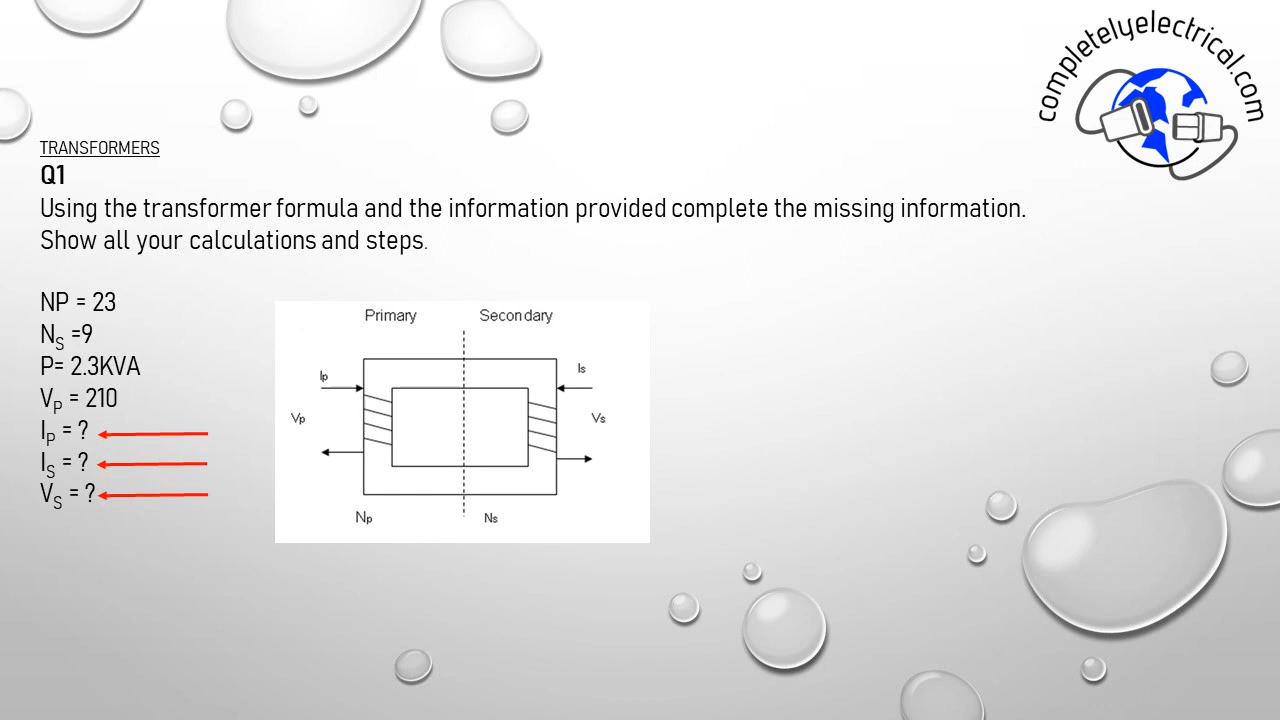 completelyelectrical.com
TRANSFORMERS
Q1
Using the transformer formula and the information provided complete the missing information.
Show all your calculations and steps.
NP = 23
NS =9
P= 2.3KVA
VP = 210
IP = ?
IS = ?
VS = ?
Primary Secondary
Ip Is
Vp Vs
Np Ns